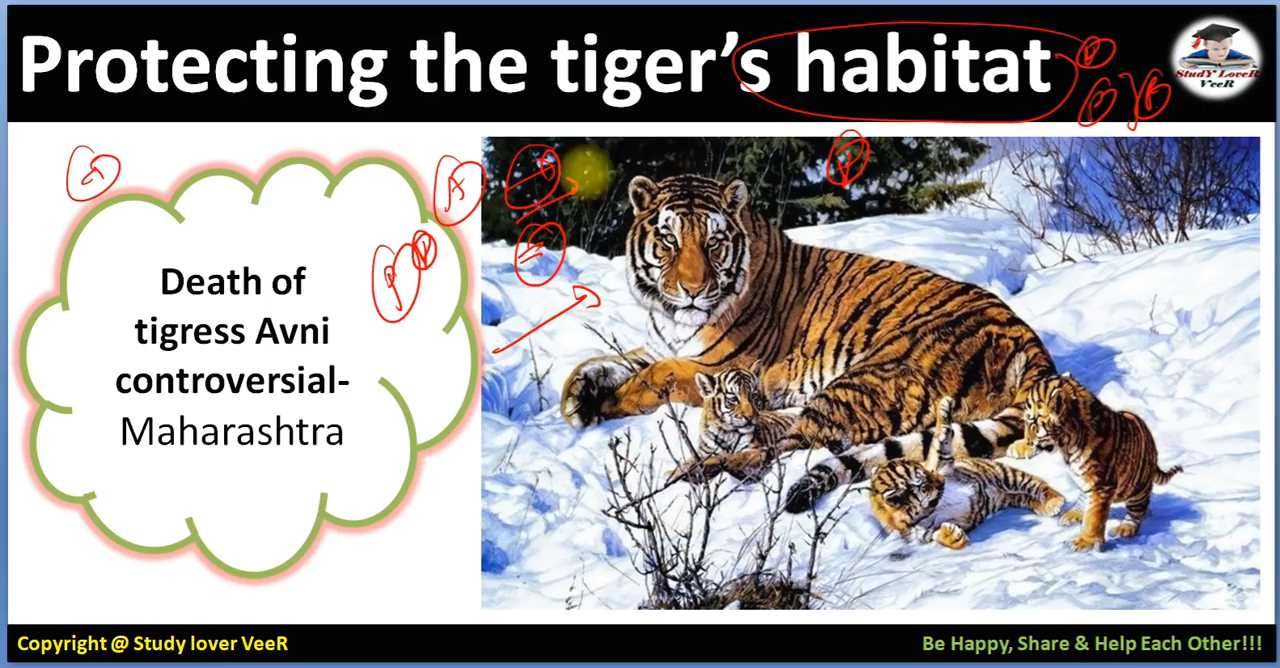 Protecting the tiger's habitat
StudY LoveR
VeeR
Death of
tigress Avni
controversial-
Maharashtra
Copyright @ Study lover VeeR
Be Happy, Share & Help Each Other!!!